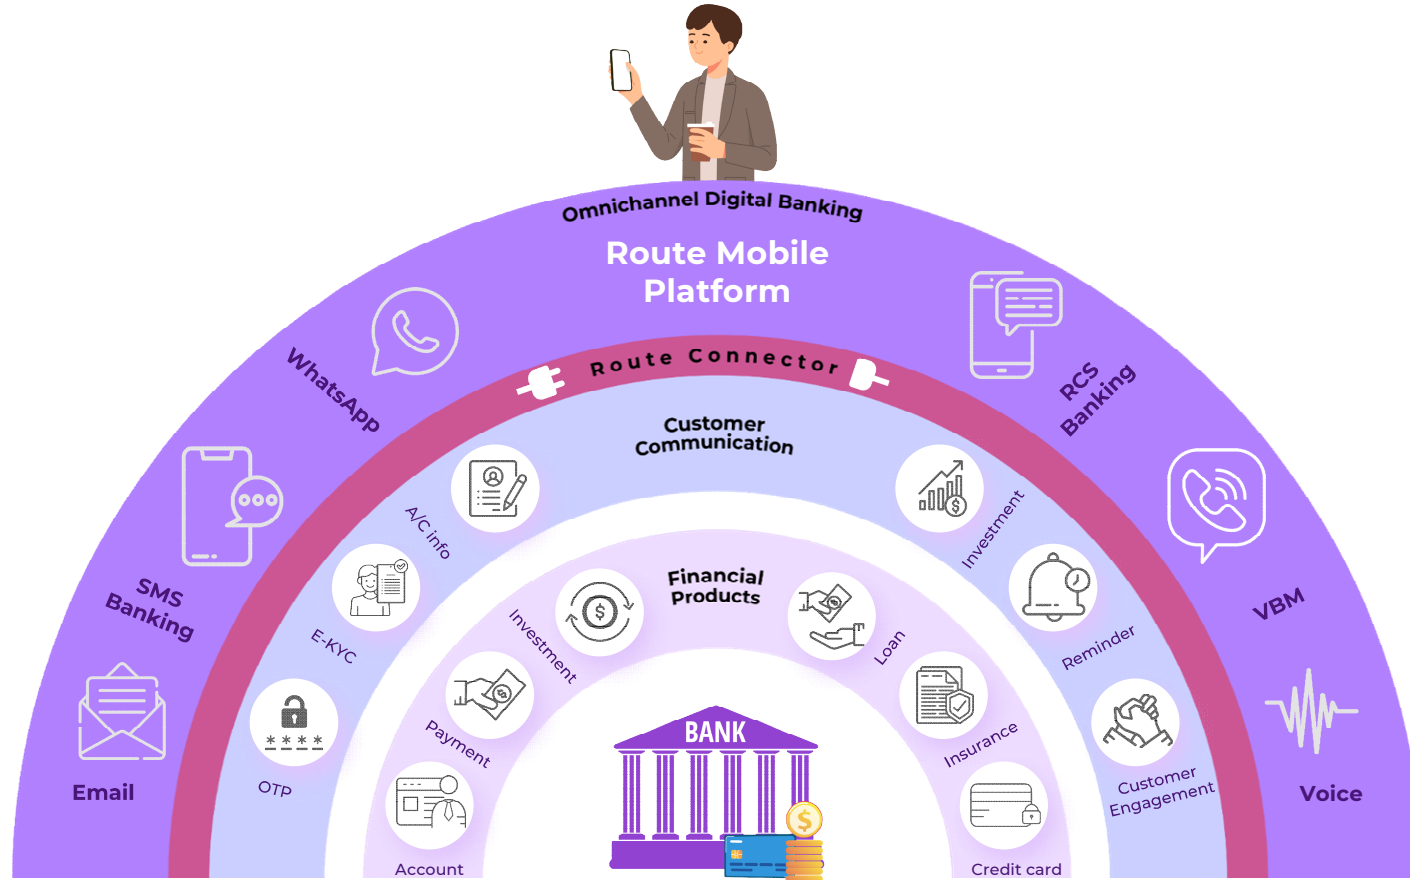 Omnichannel Digital Banking
Route Mobile
Platform
WhatsApp
RCS
Banking
SMS
Banking
VBM
Email
Voice
Route Connector
Customer
Communication
A/C info
Investment
E-KYC
Reminder
OTP
Customer
Engagement
Financial
Products
Investment
Loan
Payment
Insurance
Account
Credit card
BANK